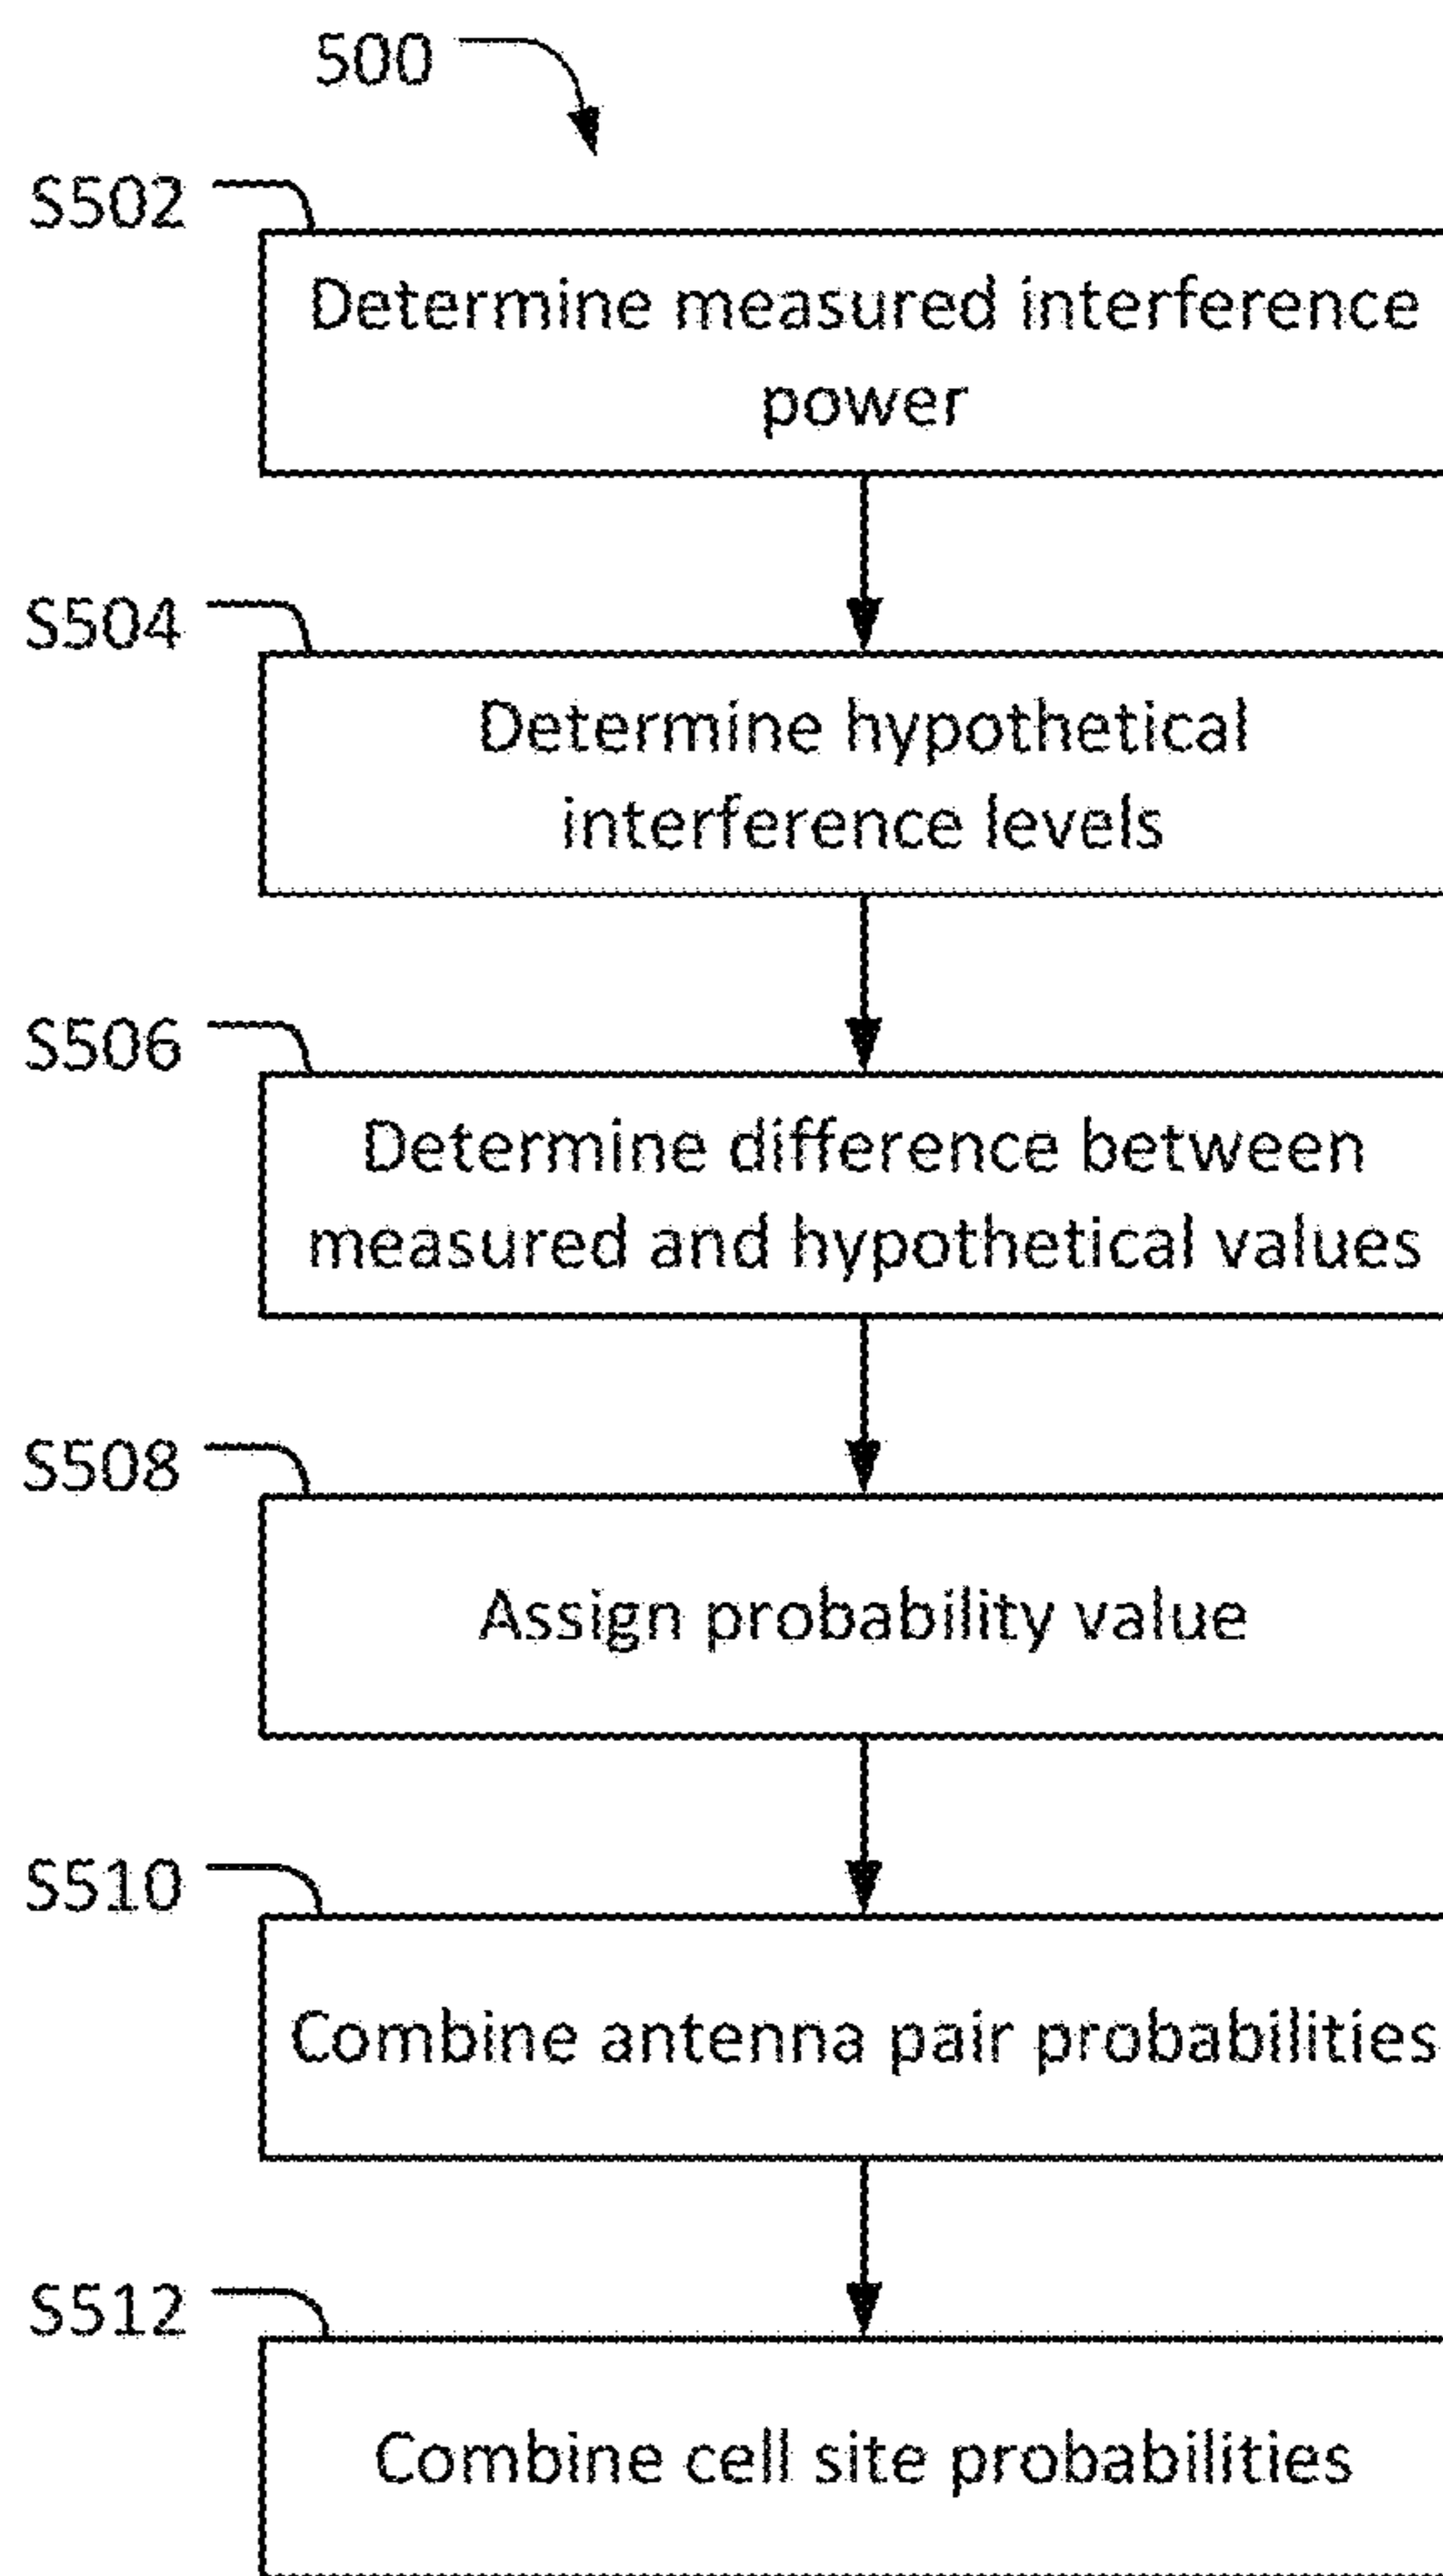 500
S502
Determine measured interference
power
S504
Determine hypothetical
interference levels
S506
Determine difference between
measured and hypothetical values
S508
Assign probability value
S510
Combine antenna pair probabilities
S512
Combine cell site probabilities